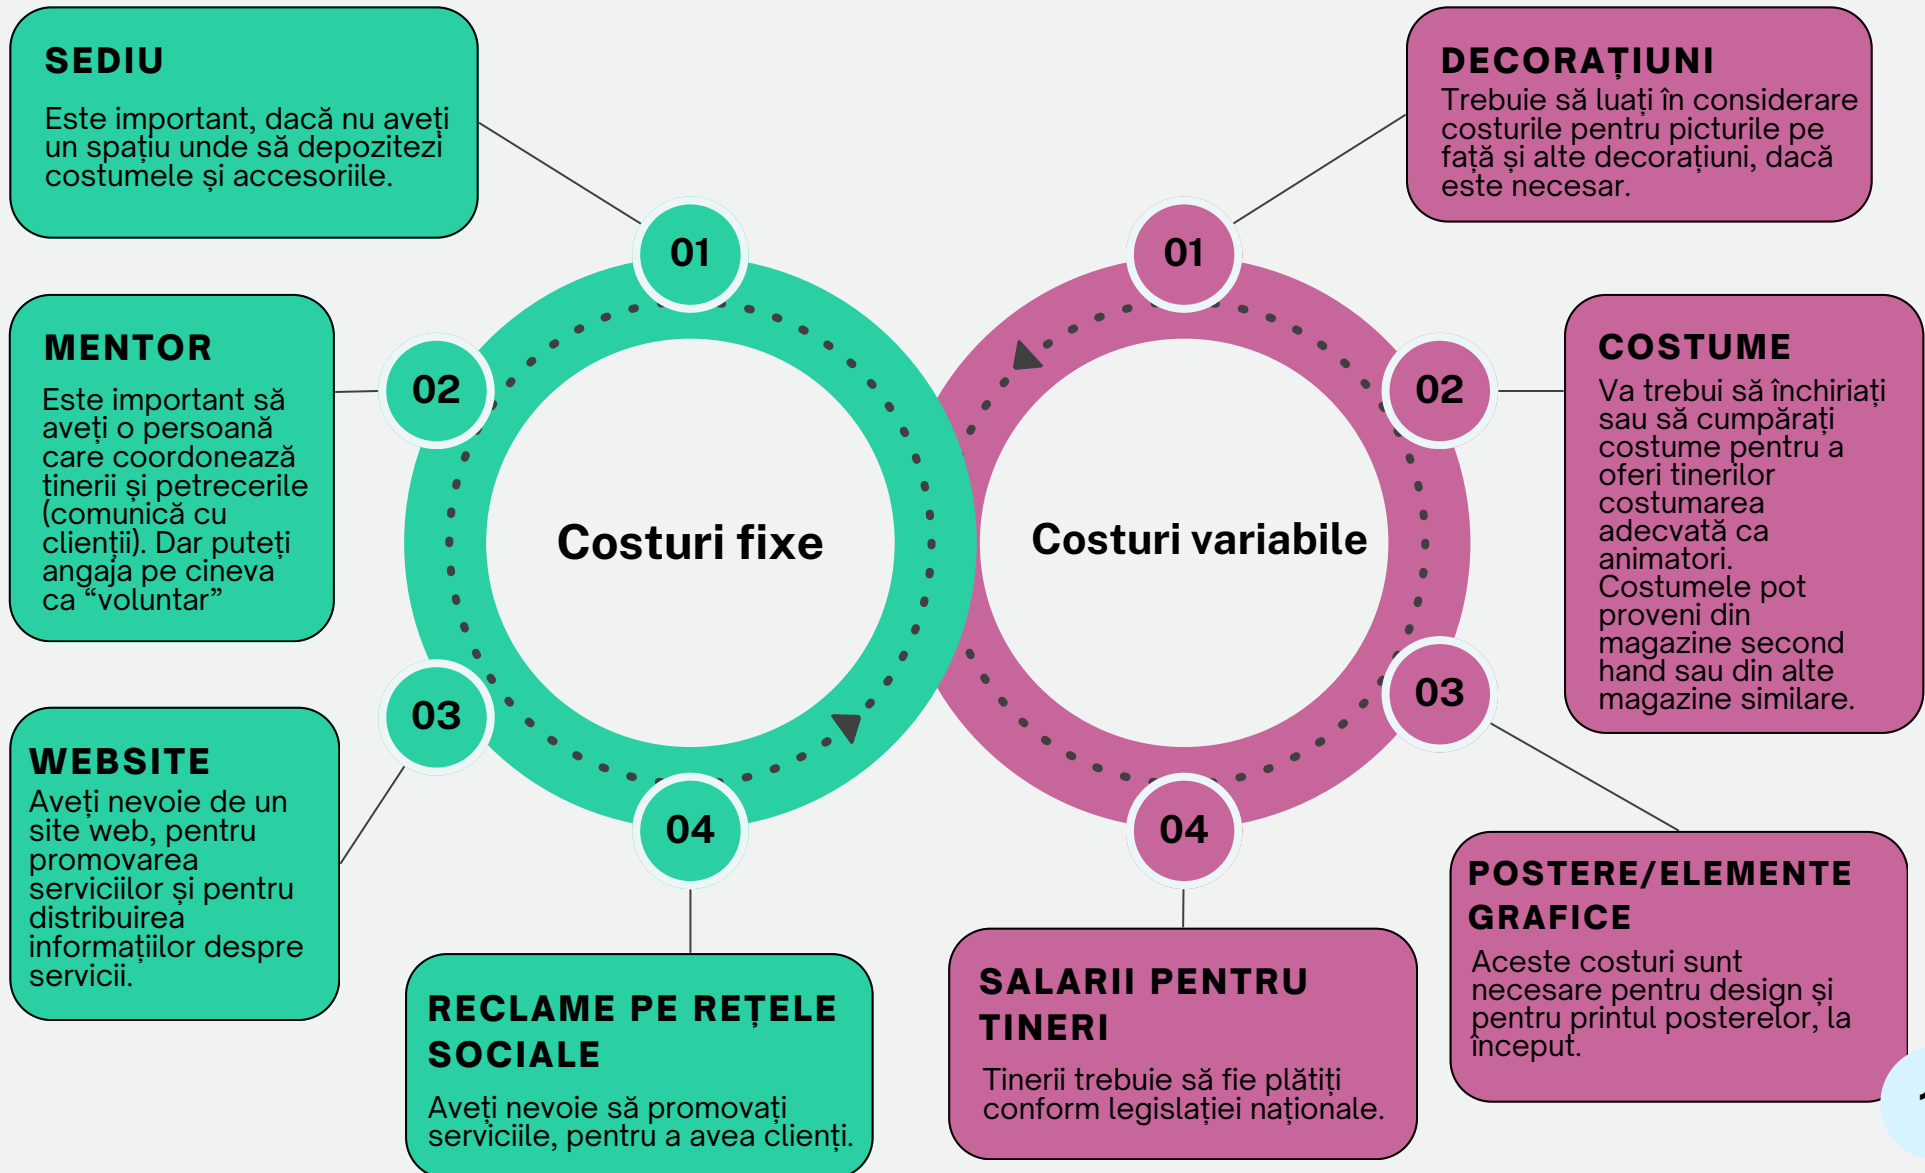 SEDIU
Este important, dacă nu aveți
un spațiu unde să depozitezi
costumele și accesoriile.
01
MENTOR
Este important să
aveți o persoană
care coordonează
tinerii și petrecerile
(comunică cu
clienții). Dar puteți
angaja pe cineva
ca “voluntar”
02
WEBSITE
Aveți nevoie de un
site web, pentru
promovarea
serviciilor și pentru
distribuirea
informațiilor despre
servicii.
03
RECLAME PE REȚELE
SOCIALE
Aveți nevoie să promovați
serviciile, pentru a avea clienți.
04
Costuri fixe
Costuri variabile
DECORAȚIUNI
Trebuie să luați în considerare
costurile pentru picturile pe
față și alte decorațiuni, dacă
este necesar.
01
COSTUME
Va trebui să închiriați
sau să cumpărați
costume pentru a
oferi tinerilor
costumarea
adecvată ca
animatori.
Costumele pot
proveni din
magazine second
hand sau din alte
magazine similare.
02
POSTERE/ELEMENTE
GRAFICE
Aceste costuri sunt
necesare pentru design și
pentru printul posterelor, la
început.
03
SALARII PENTRU
TINERI
Tinerii trebuie să fie plătiți
conform legislației naționale.
04